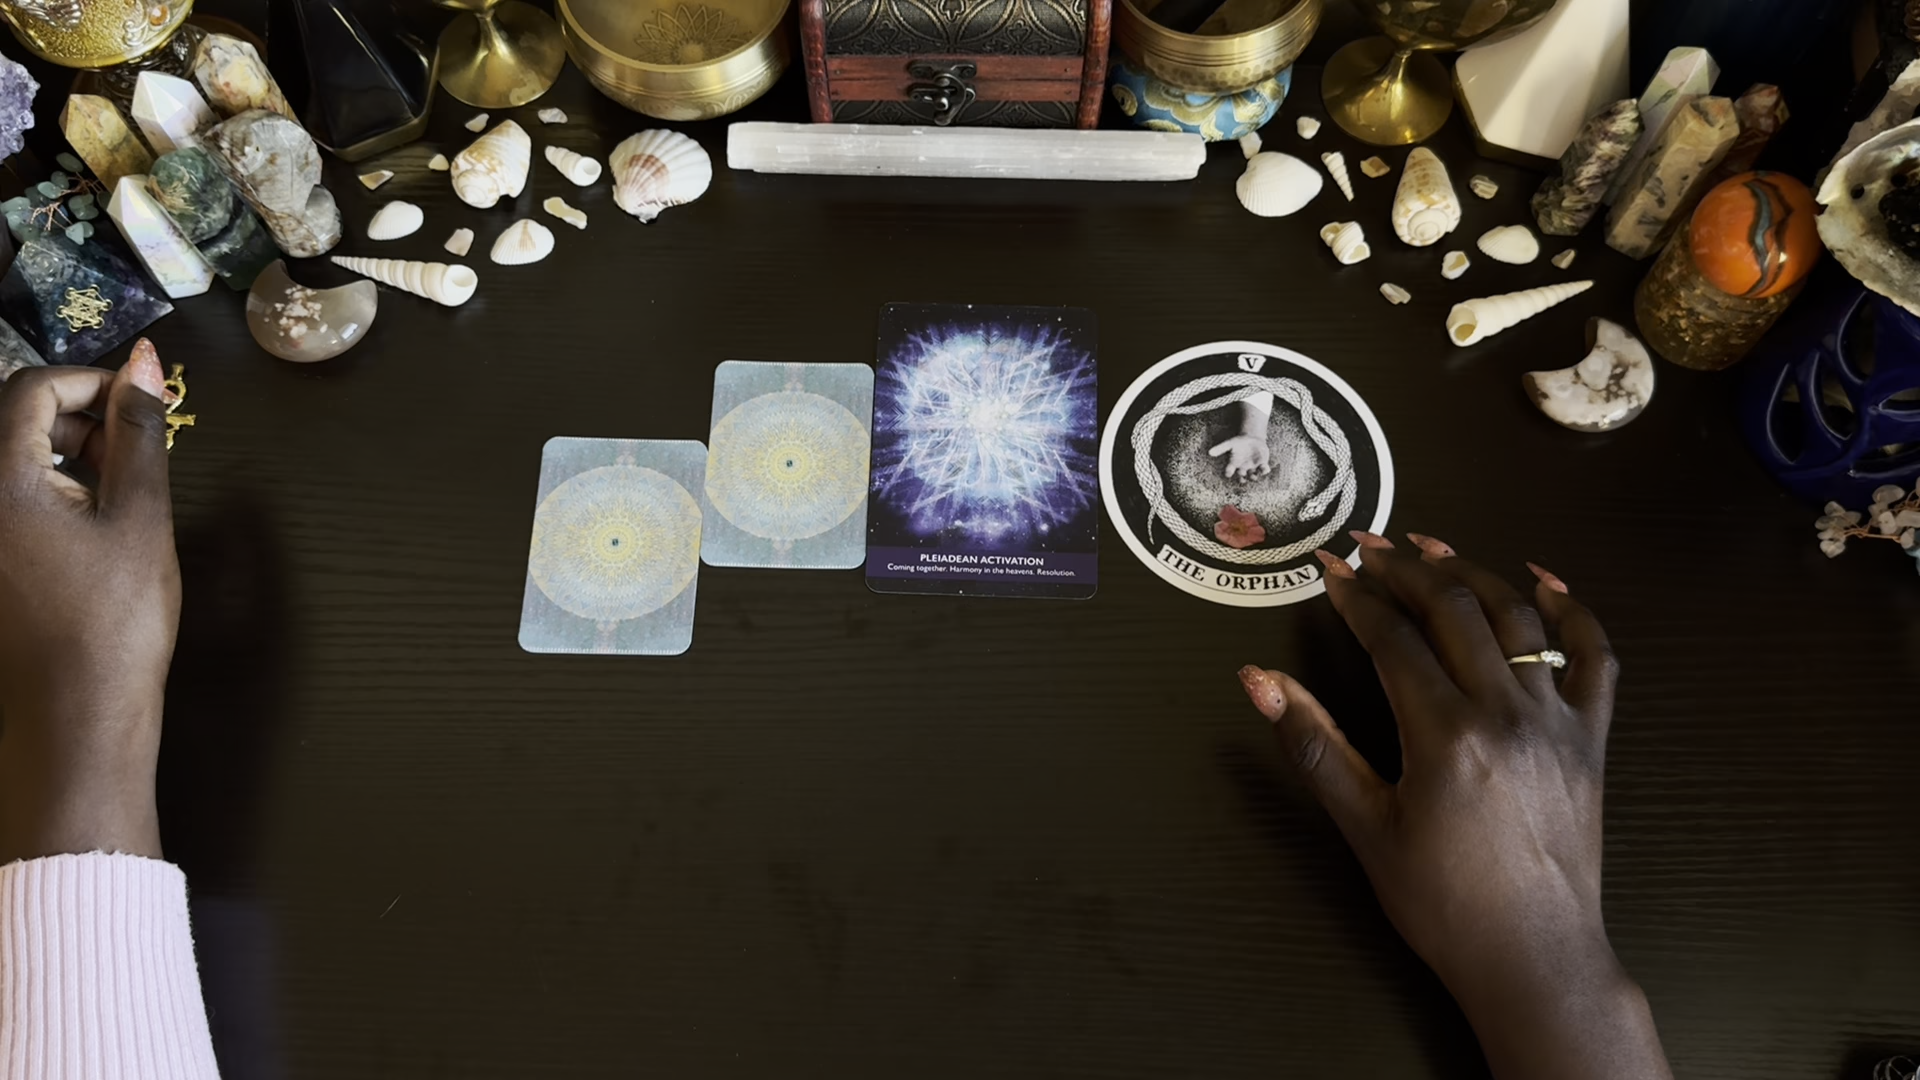 PLEIADEAN ACTIVATION
Coming together. Harmony in the heavens. Resolution.
V
THE ORPHAN